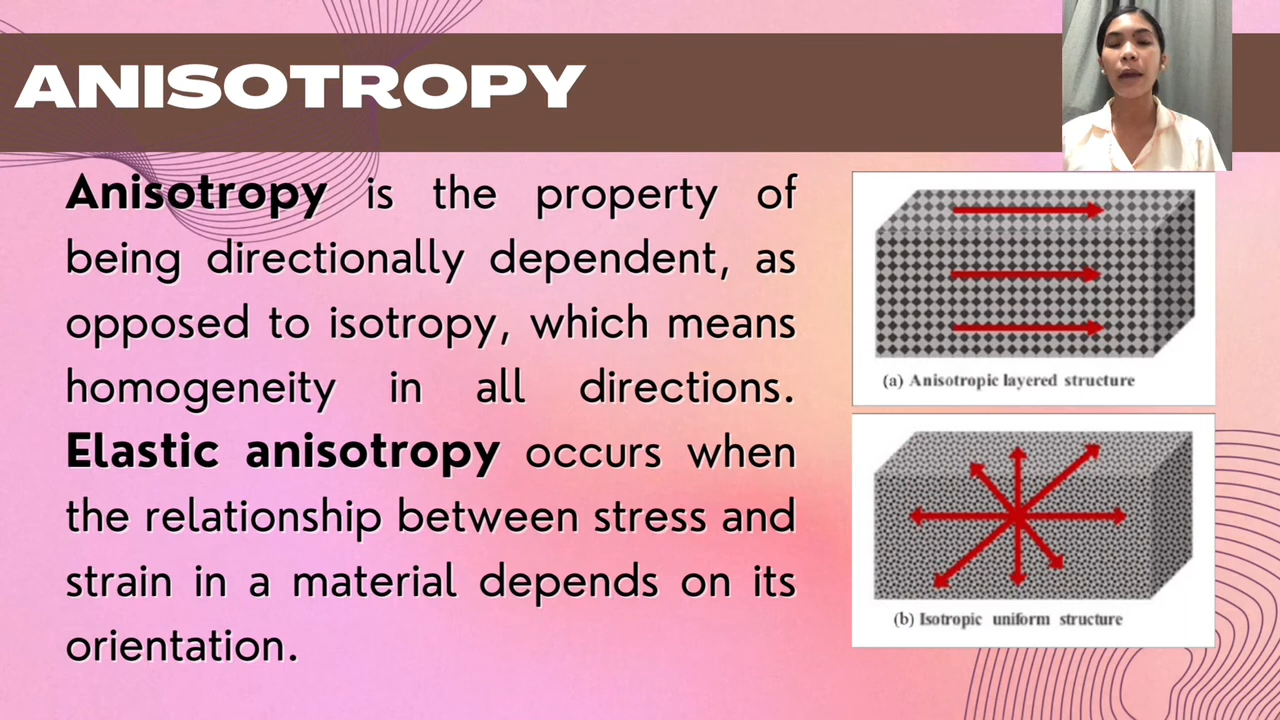 ANISOTROPY
Anisotropy is the property of
being directionally dependent, as
opposed to isotropy, which means
homogeneity in all directions.
Elastic anisotropy occurs when
the relationship between stress and
strain in a material depends on its
orientation.
(a) Anisotropic layered structure
(b) Isotropic uniform structure